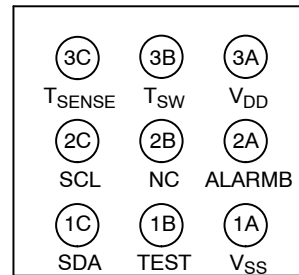 3C 3B 3A
TSENSE TSW VDD
2C 2B 2A
SCL NC ALARMB
1C 1B 1A
SDA TEST VSS